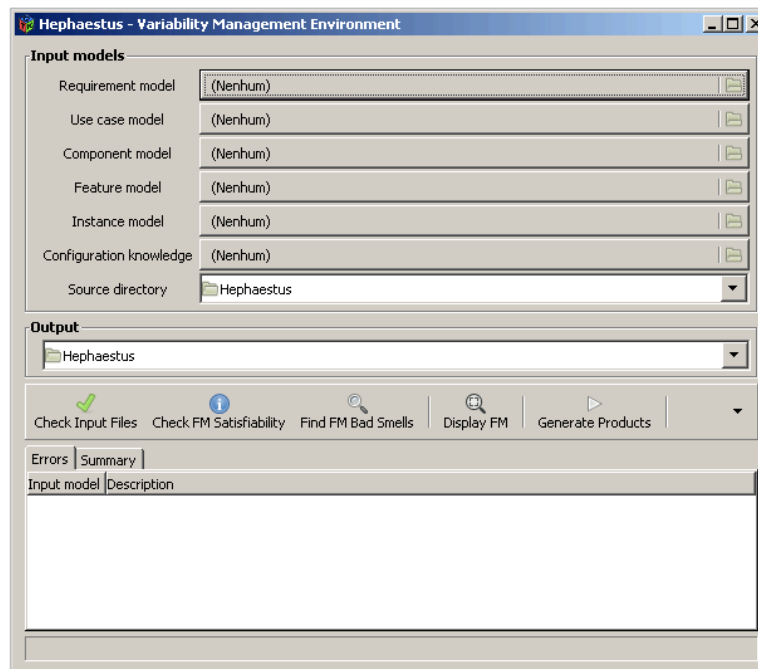 Hephaestus - Variability Management Environment
Input models
Requirement model (Nenhum)
Use case model (Nenhum)
Component model (Nenhum)
Feature model (Nenhum)
Instance model (Nenhum)
Configuration knowledge (Nenhum)
Source directory Hephaestus
Output
Hephaestus
Check Input Files Check FM Satisfiability Find FM Bad Smells Display FM Generate Products
Errors Summary
Input model Description